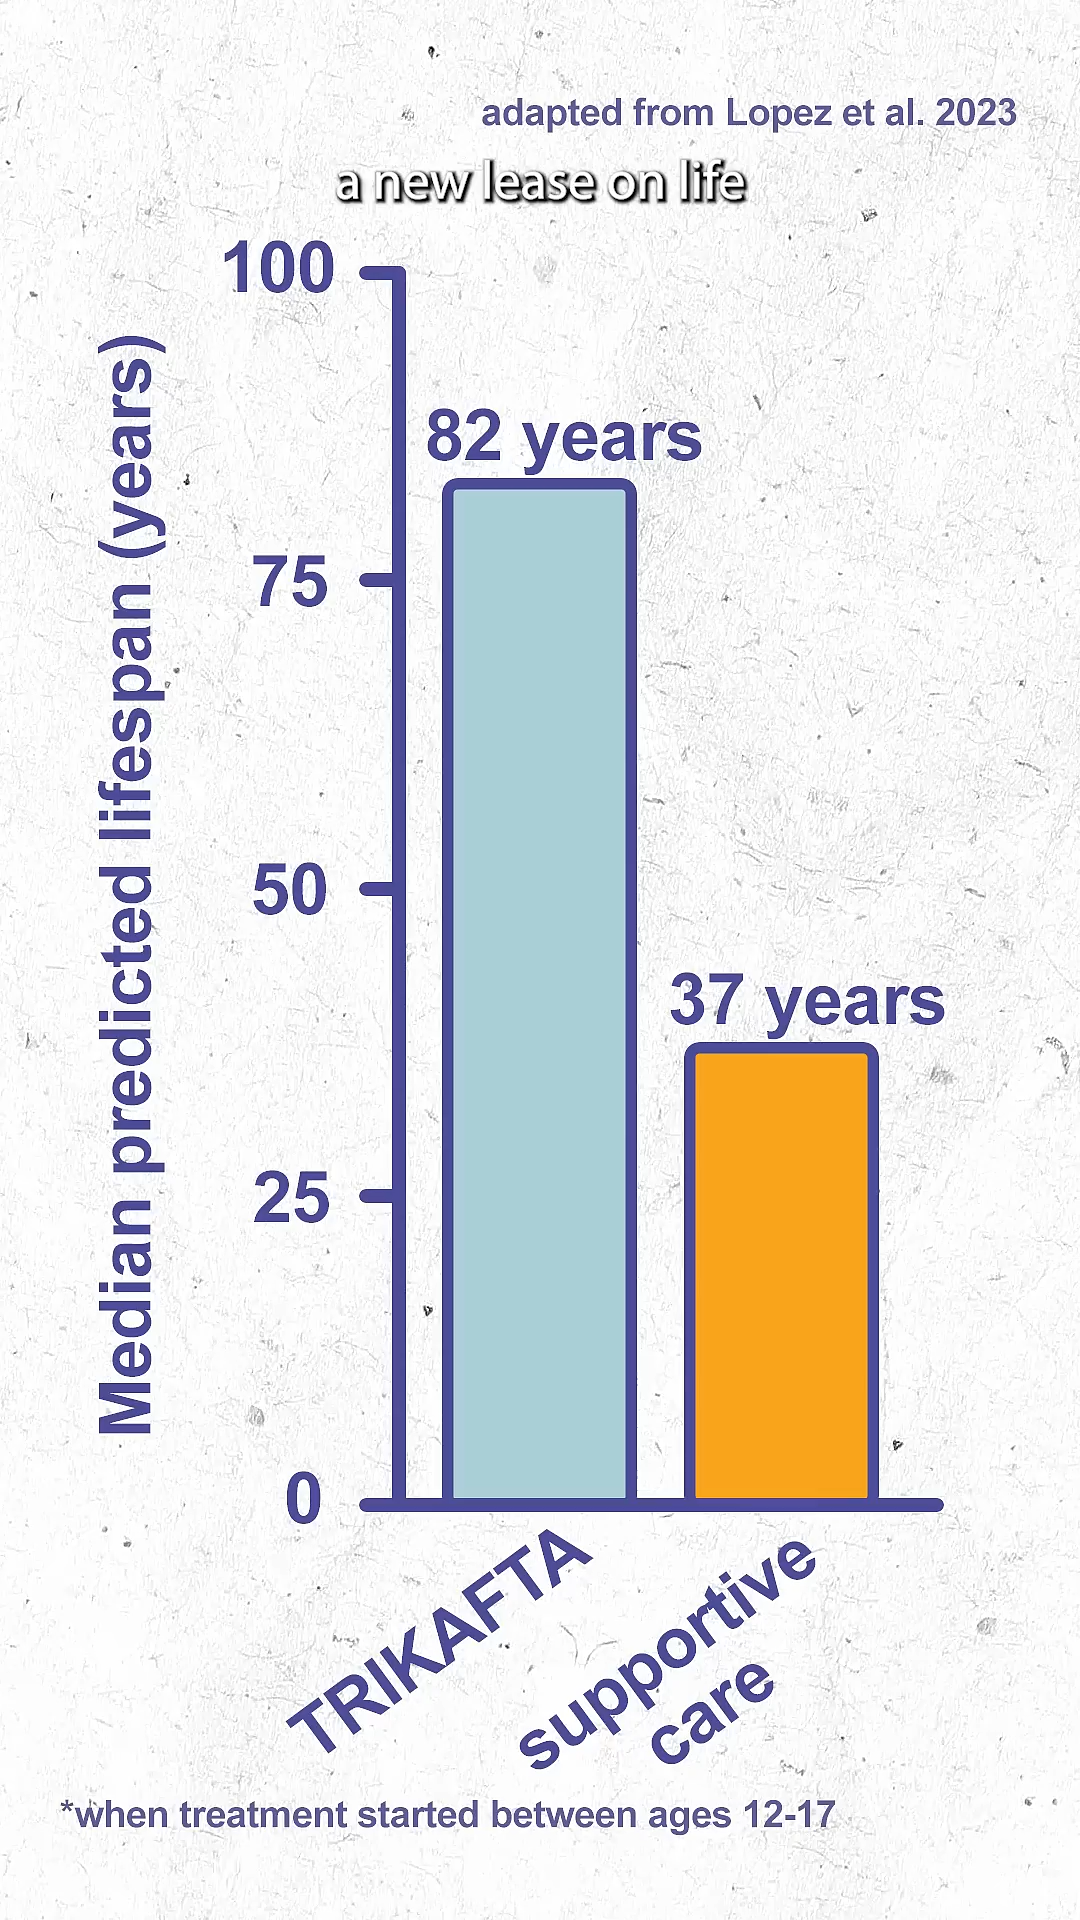 adapted from Lopez et al. 2023
a new lease on life
Median predicted lifespan (years)
100
75
50
25
0
82 years
37 years
TRIKAFTA
supportive
care
*when treatment started between ages 12-17